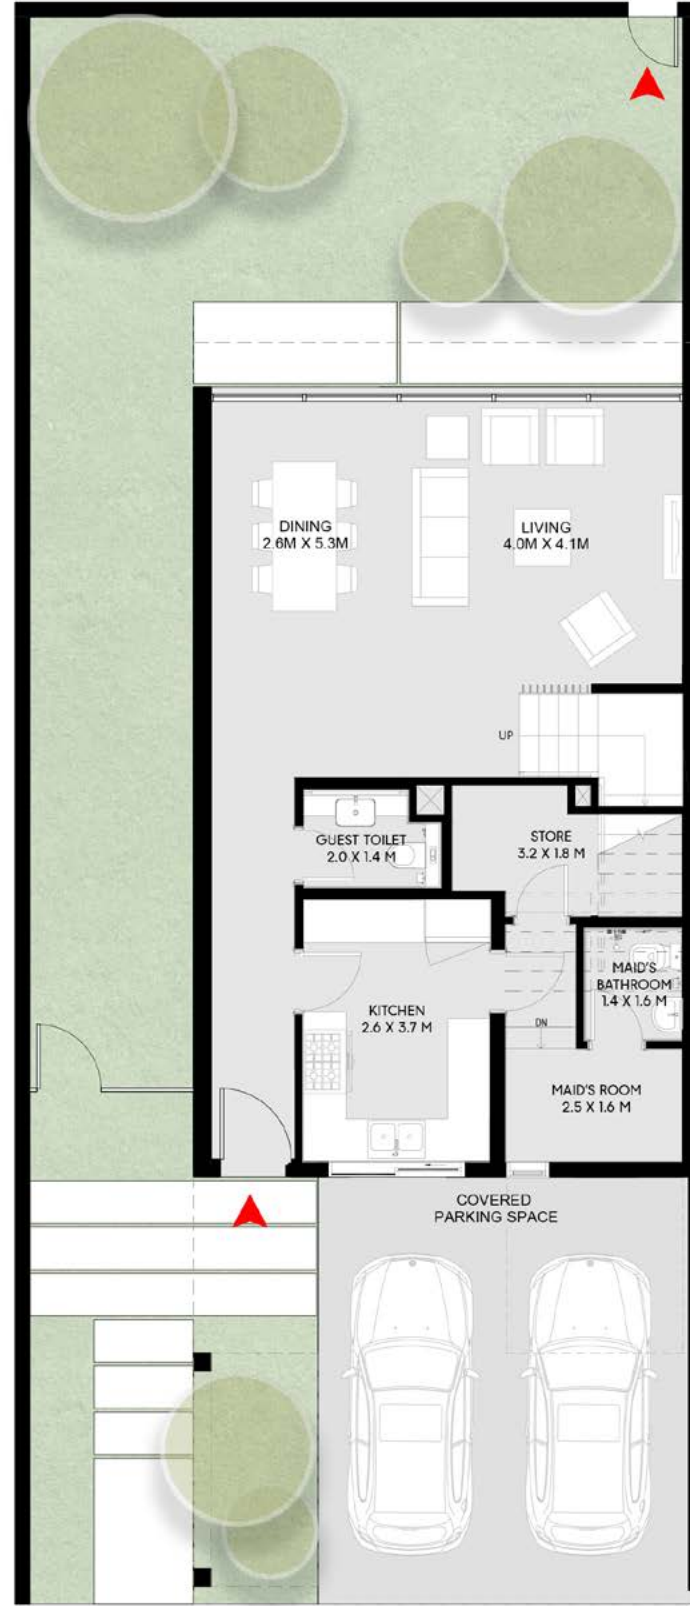 DINING
2.6M X 5.3M
LIVING
4.0M X 4.1M
UP
GUEST TOILET
2.0 X 1.4 M
STORE
3.2 X 1.8 M
MAID'S
BATHROOM
1.4 X 1.6 M
KITCHEN
2.6 X 3.7 M
DN
MAID'S ROOM
2.5 X 1.6 M
COVERED
PARKING SPACE